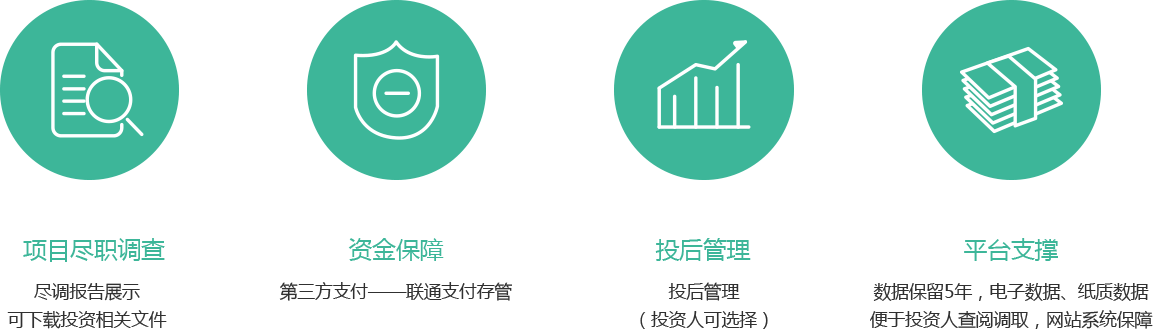 项目尽职调查
尽调报告展示
可下载投资相关文件
资金保障
第三方支付——联通支付存管
投后管理
投后管理
（投资人可选择）
平台支撑
数据保留5年，电子数据、纸质数据
便于投资人查阅调取，网站系统保障